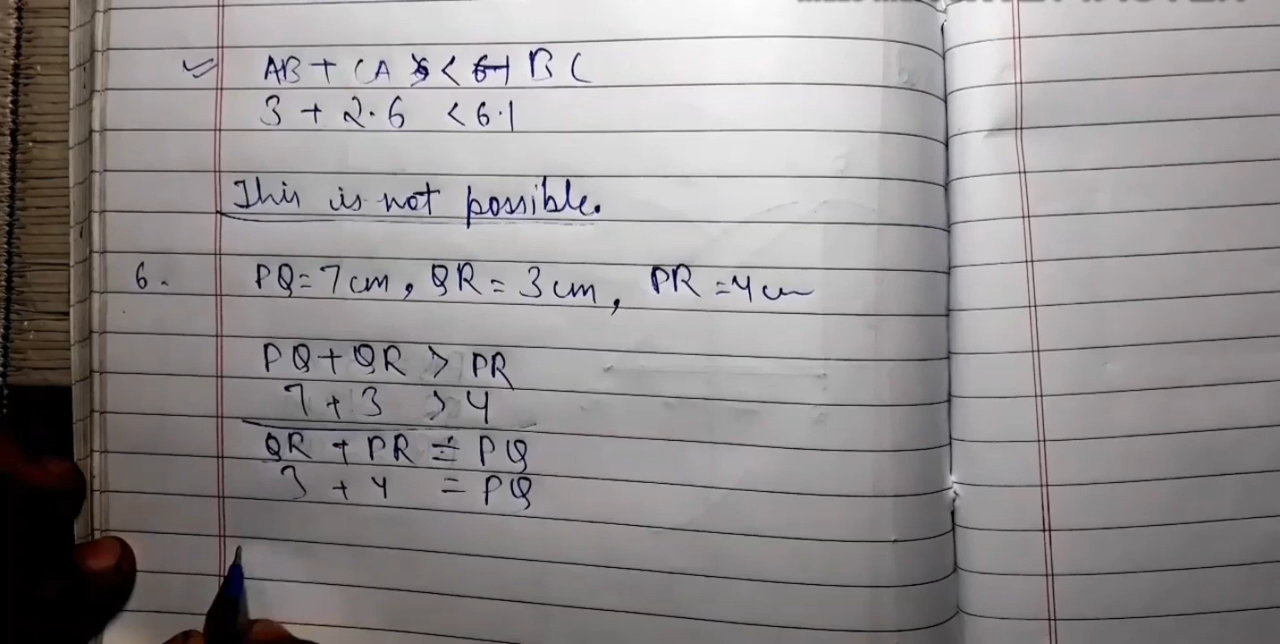 AB + CA < BC
3 + 2.6 < 6.1
This is not possible.
6. PQ = 7 cm, QR = 3 cm, PR = 4 cm
PQ + QR > PR
7 + 3 > 4
QR + PR = PQ
3 + 4 = PQ